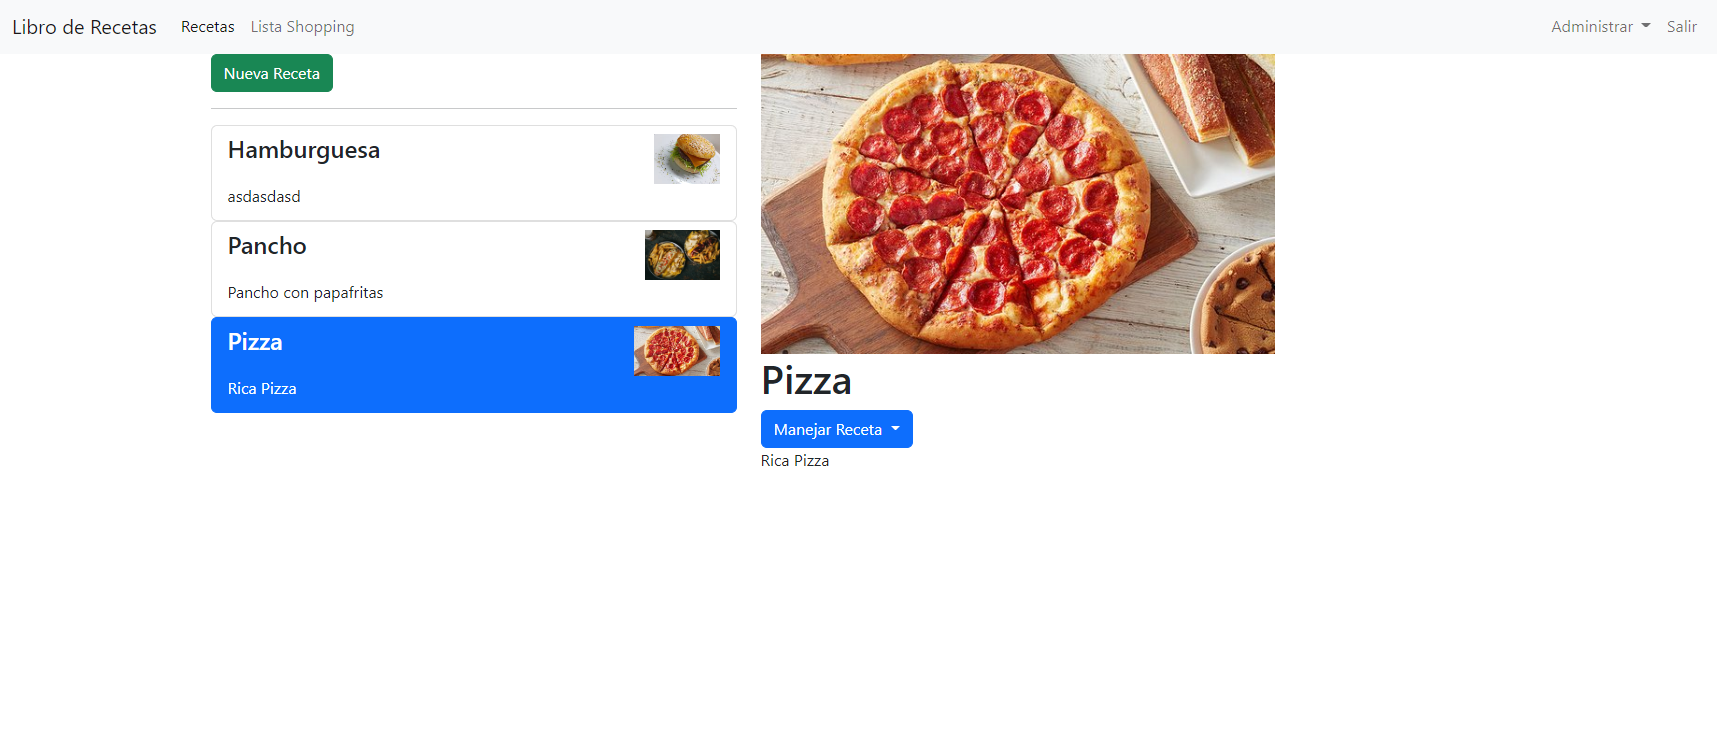 Libro de Recetas Recetas Lista Shopping Administrar Salir
Nueva Receta
Hamburguesa
asdasdasd
Pancho
Pancho con papafritas
Pizza
Rica Pizza
Pizza
Manejar Receta
Rica Pizza